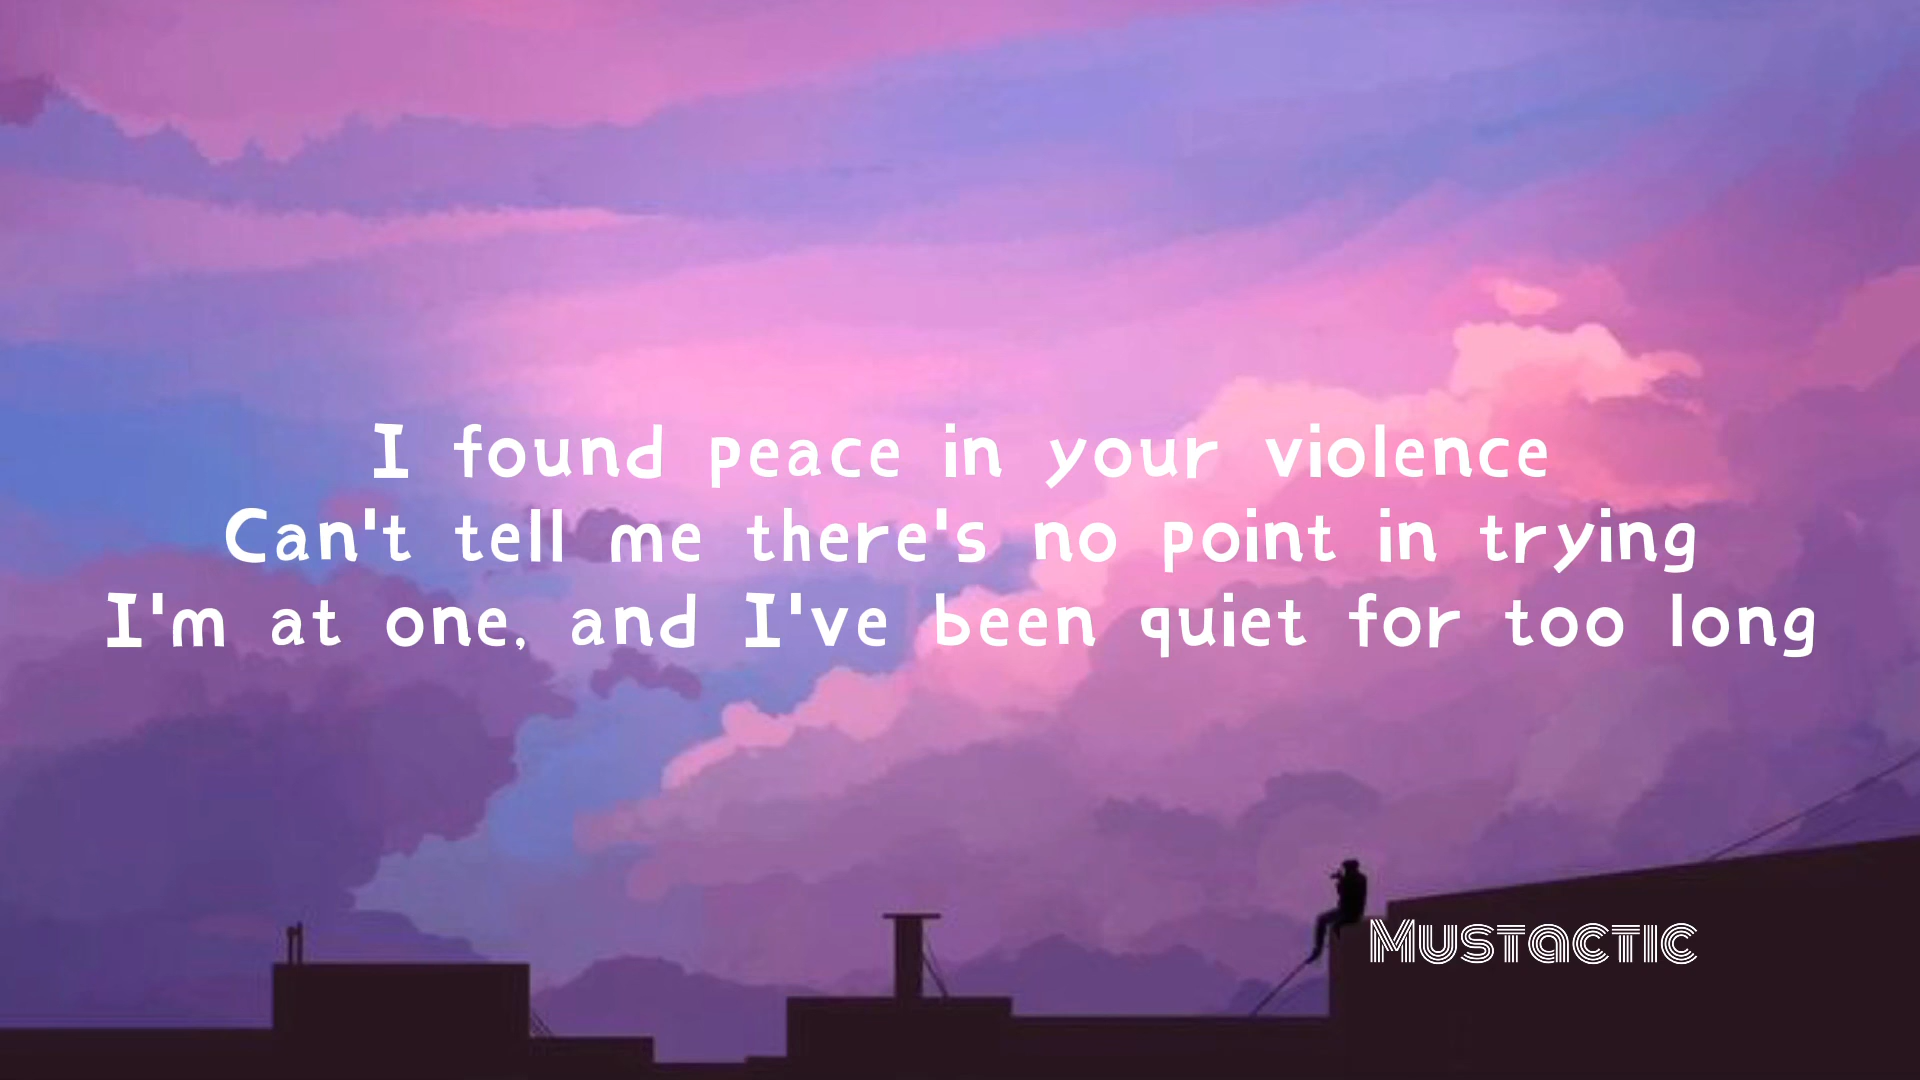 I found peace in your violence
Can't tell me there's no point in trying
I'm at one, and I've been quiet for too long
Mustactic